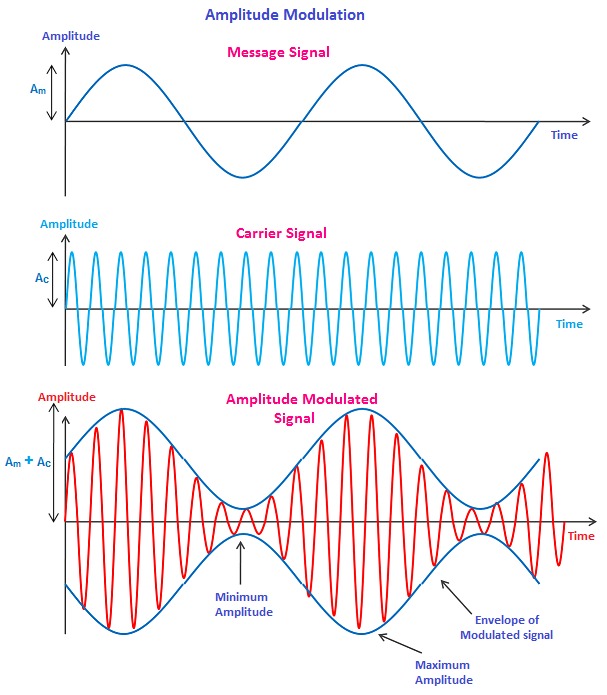 Amplitude Modulation
Amplitude
Message Signal
Am
Time
Amplitude
Carrier Signal
Ac
Time
Amplitude
Amplitude Modulated
Signal
Am + Ac
Time
Minimum
Amplitude
Envelope of
Modulated signal
Maximum
Amplitude